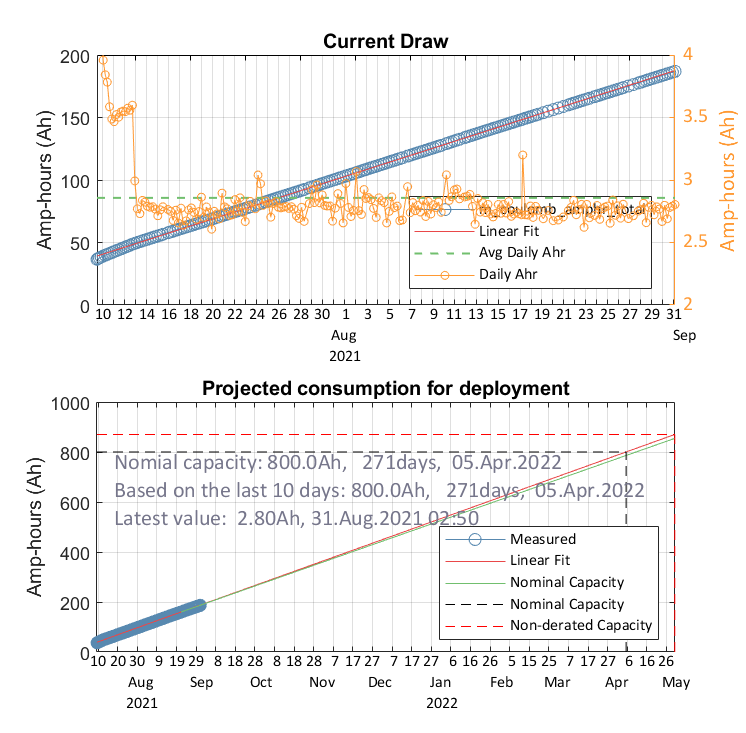 Current Draw
200
150
100
50
0
Amp-hours (Ah)
4
3.5
3
2.5
2
Amp-hours (Ah)
m_coulomb_amphr_total
Linear Fit
Avg Daily Ahr
Daily Ahr
10 12 14 16 18 20 22 24 26 28 30 1 3 5 7 9 11 13 15 17 19 21 23 25 27 29 31
Aug Sep
2021
Projected consumption for deployment
1000
800
600
400
200
0
Amp-hours (Ah)
Nomial capacity: 800.0Ah, 271days, 05.Apr.2022
Based on the last 10 days: 800.0Ah, 271days, 05.Apr.2022
Latest value: 2.80Ah, 31.Aug.2021 02:50
Measured
Linear Fit
Nominal Capacity
Nominal Capacity
Non-derated Capacity
10 20 30 9 19 29 8 18 28 8 18 28 7 17 27 7 17 27 6 16 26 5 15 25 7 17 27 6 16 26
Aug Sep Oct Nov Dec Jan Feb Mar Apr May
2021 2022